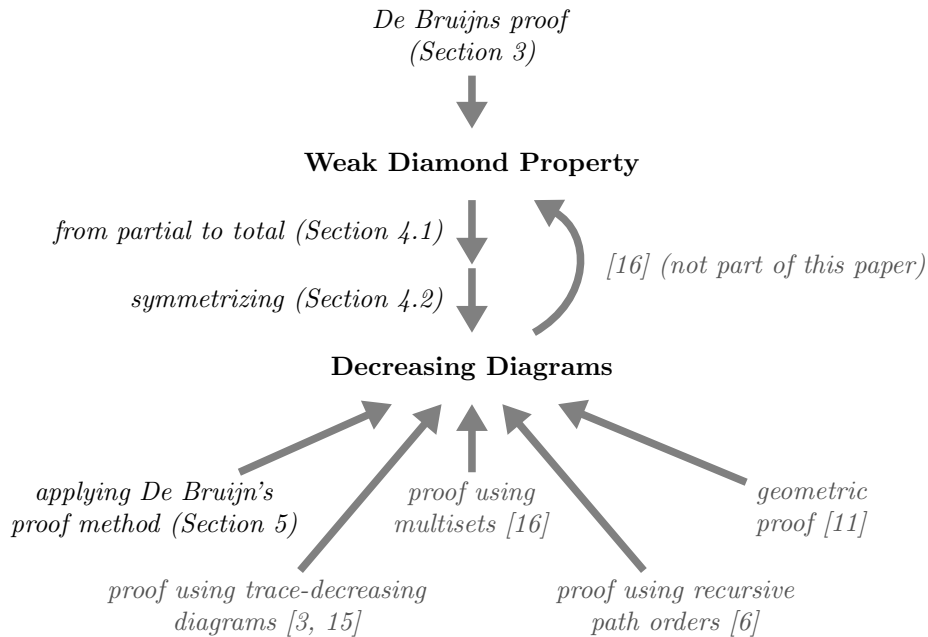 De Bruijns proof
(Section 3)
Weak Diamond Property
from partial to total (Section 4.1)
[16] (not part of this paper)
symmetrizing (Section 4.2)
Decreasing Diagrams
applying De Bruijn's
proof method (Section 5)
proof using
multisets [16]
geometric
proof [11]
proof using trace-decreasing
diagrams [3, 15]
proof using recursive
path orders [6]